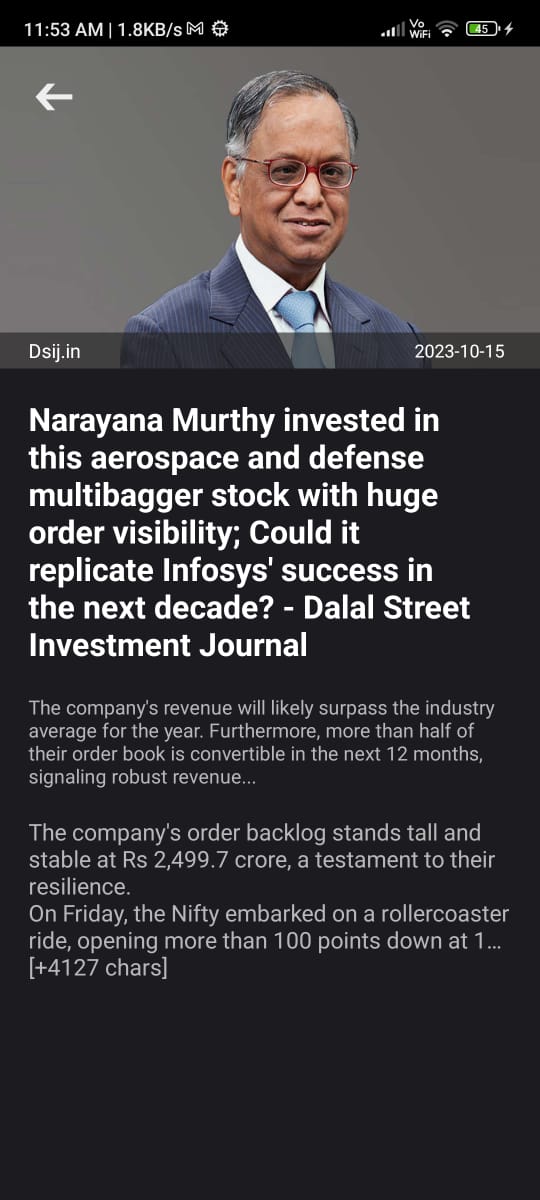 11:53 AM | 1.8KB/s
Vo
WiFi
45
Dsij.in
2023-10-15
Narayana Murthy invested in
this aerospace and defense
multibagger stock with huge
order visibility; Could it
replicate Infosys' success in
the next decade? - Dalal Street
Investment Journal
The company's revenue will likely surpass the industry
average for the year. Furthermore, more than half of
their order book is convertible in the next 12 months,
signaling robust revenue...
The company's order backlog stands tall and
stable at Rs 2,499.7 crore, a testament to their
resilience.
On Friday, the Nifty embarked on a rollercoaster
ride, opening more than 100 points down at 1…
[+4127 chars]